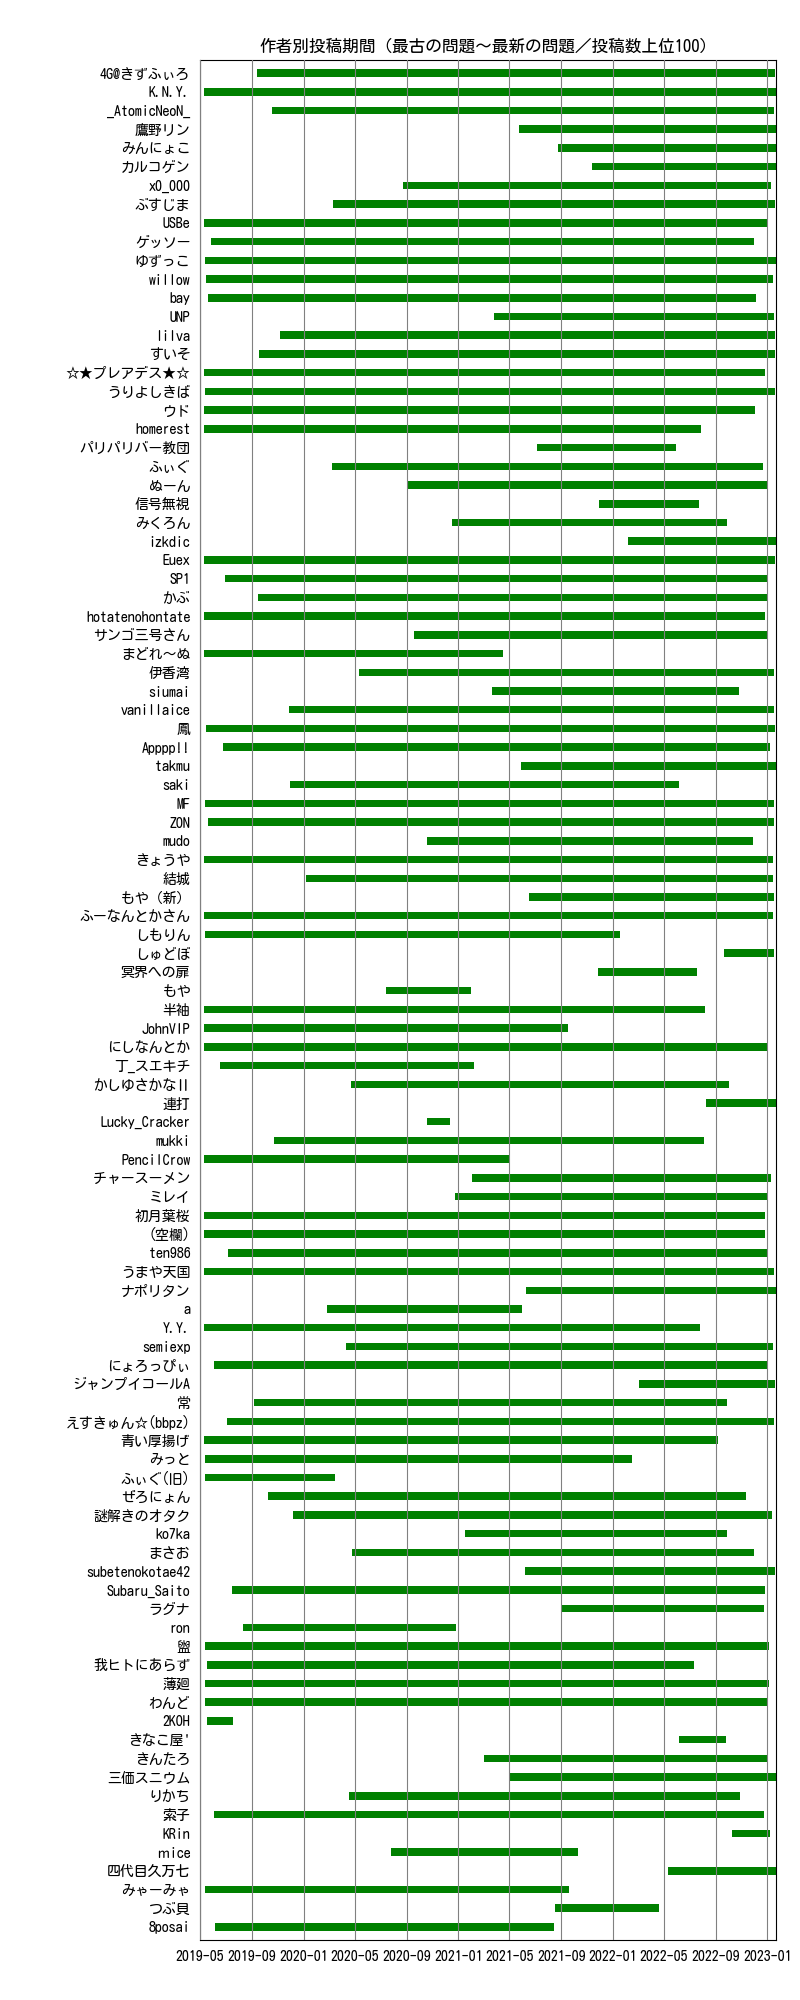 作者別投稿期間（最古の問題～最新の問題／投稿数上位100）
4G@きずふぃろ
K.N.Y.
_AtomicNeoN_
鷹野リン
みんにょこ
カルコゲン
x0_000
ぷすじま
USBe
ゲッソー
ゆずっこ
willow
bay
UNP
lilva
すいそ
☆★プレアデス★☆
うりよしきば
ウド
homerest
パリパリバー教団
ふぃぐ
ぬーん
信号無視
みくろん
izkdic
Euex
SP1
かぶ
hotatenohontate
サンゴ三号さん
まどれ～ぬ
伊香湾
siumai
vanillaice
鳳
AppppII
takmu
saki
MF
ZON
mudo
きょうや
結城
もや（新）
ふーなんとかさん
しもりん
しゅどぼ
冥界への扉
もや
半袖
JohnVIP
にしなんとか
丁_スエキチ
かしゆさかなⅡ
連打
Lucky_Cracker
mukki
PencilCrow
チャースーメン
ミレイ
初月葉桜
(空欄)
ten986
うまや天国
ナポリタン
a
Y.Y.
semiexp
にょろっぴぃ
ジャンプイコールA
常
えすきゅん☆(bbpz)
青い厚揚げ
みっと
ふぃぐ(旧)
ぜろにょん
謎解きのオタク
ko7ka
まさお
subetenokotae42
Subaru_Saito
ラグナ
ron
盥
我ヒトにあらず
薄廻
わんど
2KOH
きなこ屋'
きんたろ
三価スニウム
りかち
索子
KRin
mice
四代目久万七
みゃーみゃ
つぶ貝
8posai
2019-05 2019-09 2020-01 2020-05 2020-09 2021-01 2021-05 2021-09 2022-01 2022-05 2022-09 2023-01